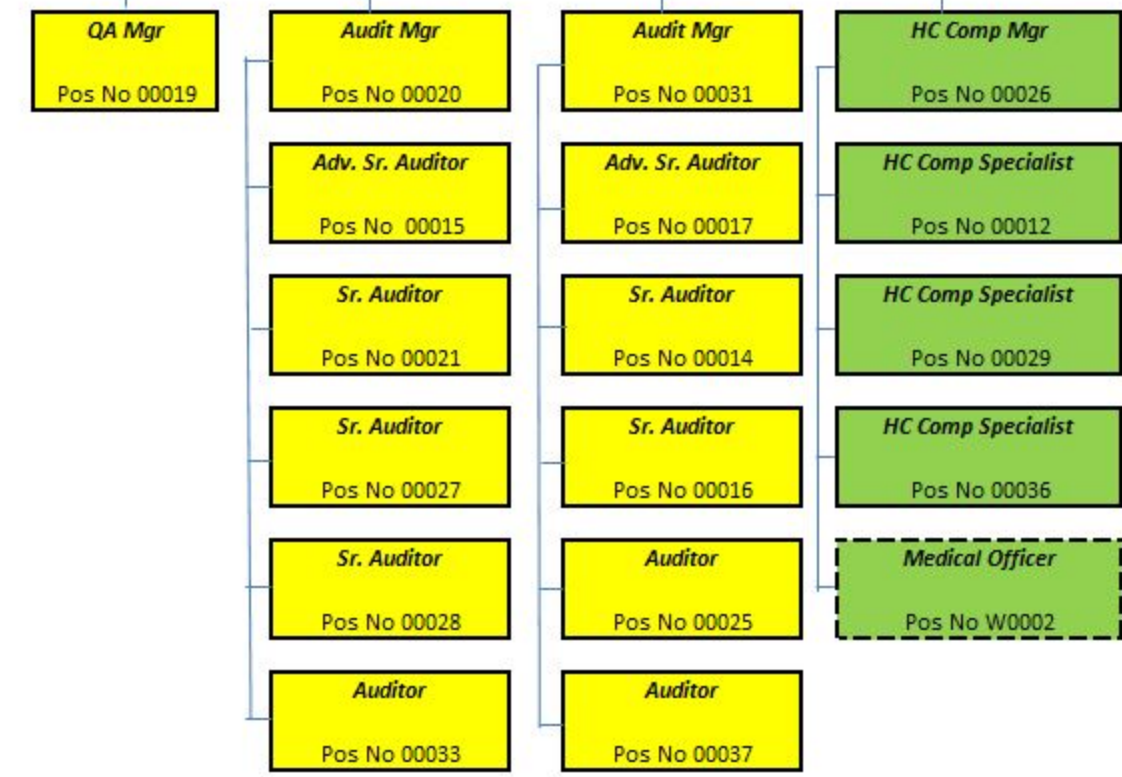 QA Mgr
Pos No 00019
Audit Mgr
Pos No 00020
Adv. Sr. Auditor
Pos No  00015
Sr. Auditor
Pos No 00021
Sr. Auditor
Pos No 00027
Sr. Auditor
Pos No 00028
Auditor
Pos No 00033
Audit Mgr
Pos No 00031
Adv. Sr. Auditor
Pos No 00017
Sr. Auditor
Pos No 00014
Sr. Auditor
Pos No 00016
Auditor
Pos No 00025
Auditor
Pos No 00037
HC Comp Mgr
Pos No 00026
HC Comp Specialist
Pos No 00012
HC Comp Specialist
Pos No 00029
HC Comp Specialist
Pos No 00036
Medical Officer
Pos No W0002